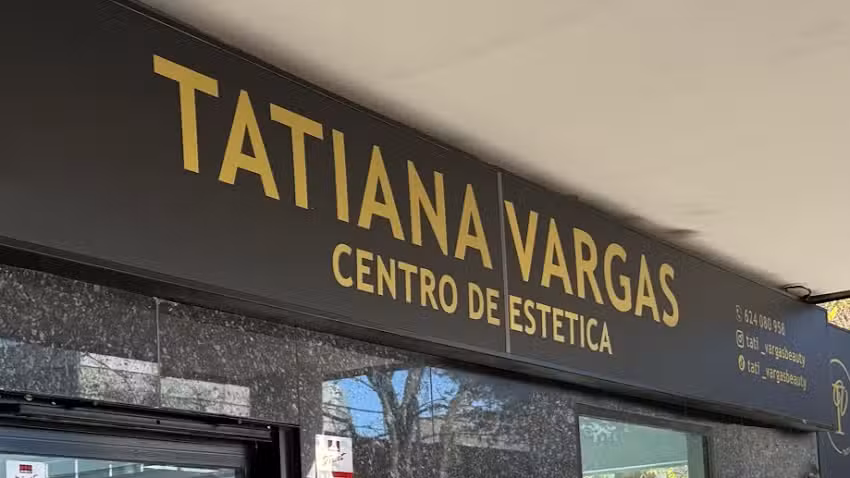 TATIANA VARGAS
CENTRO DE ESTETICA
624 080 958
tati_vargasbeauty
tati_vargasbeauty